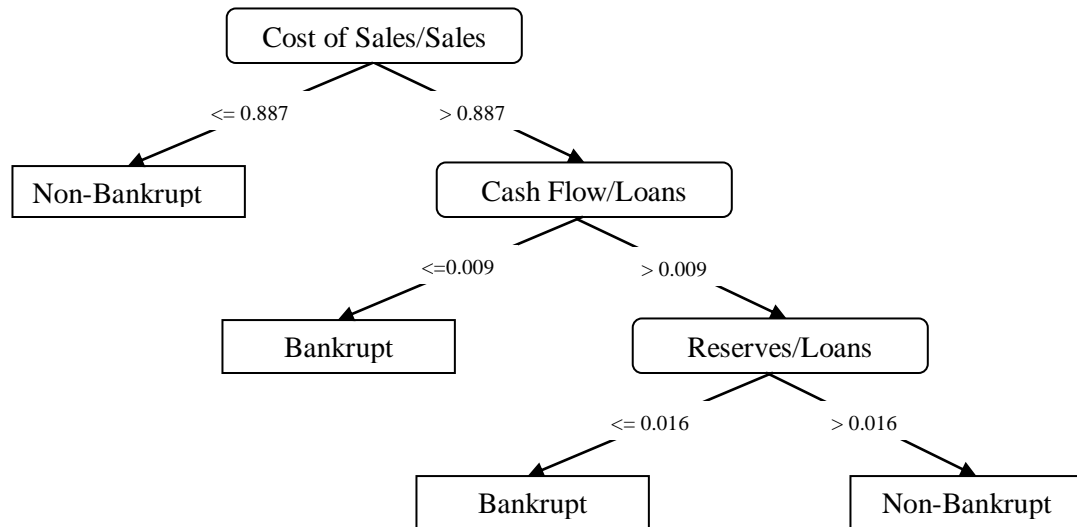 Cost of Sales/Sales
<= 0.887
> 0.887
Non-Bankrupt
Cash Flow/Loans
<=0.009
> 0.009
Bankrupt
Reserves/Loans
<= 0.016
> 0.016
Bankrupt
Non-Bankrupt